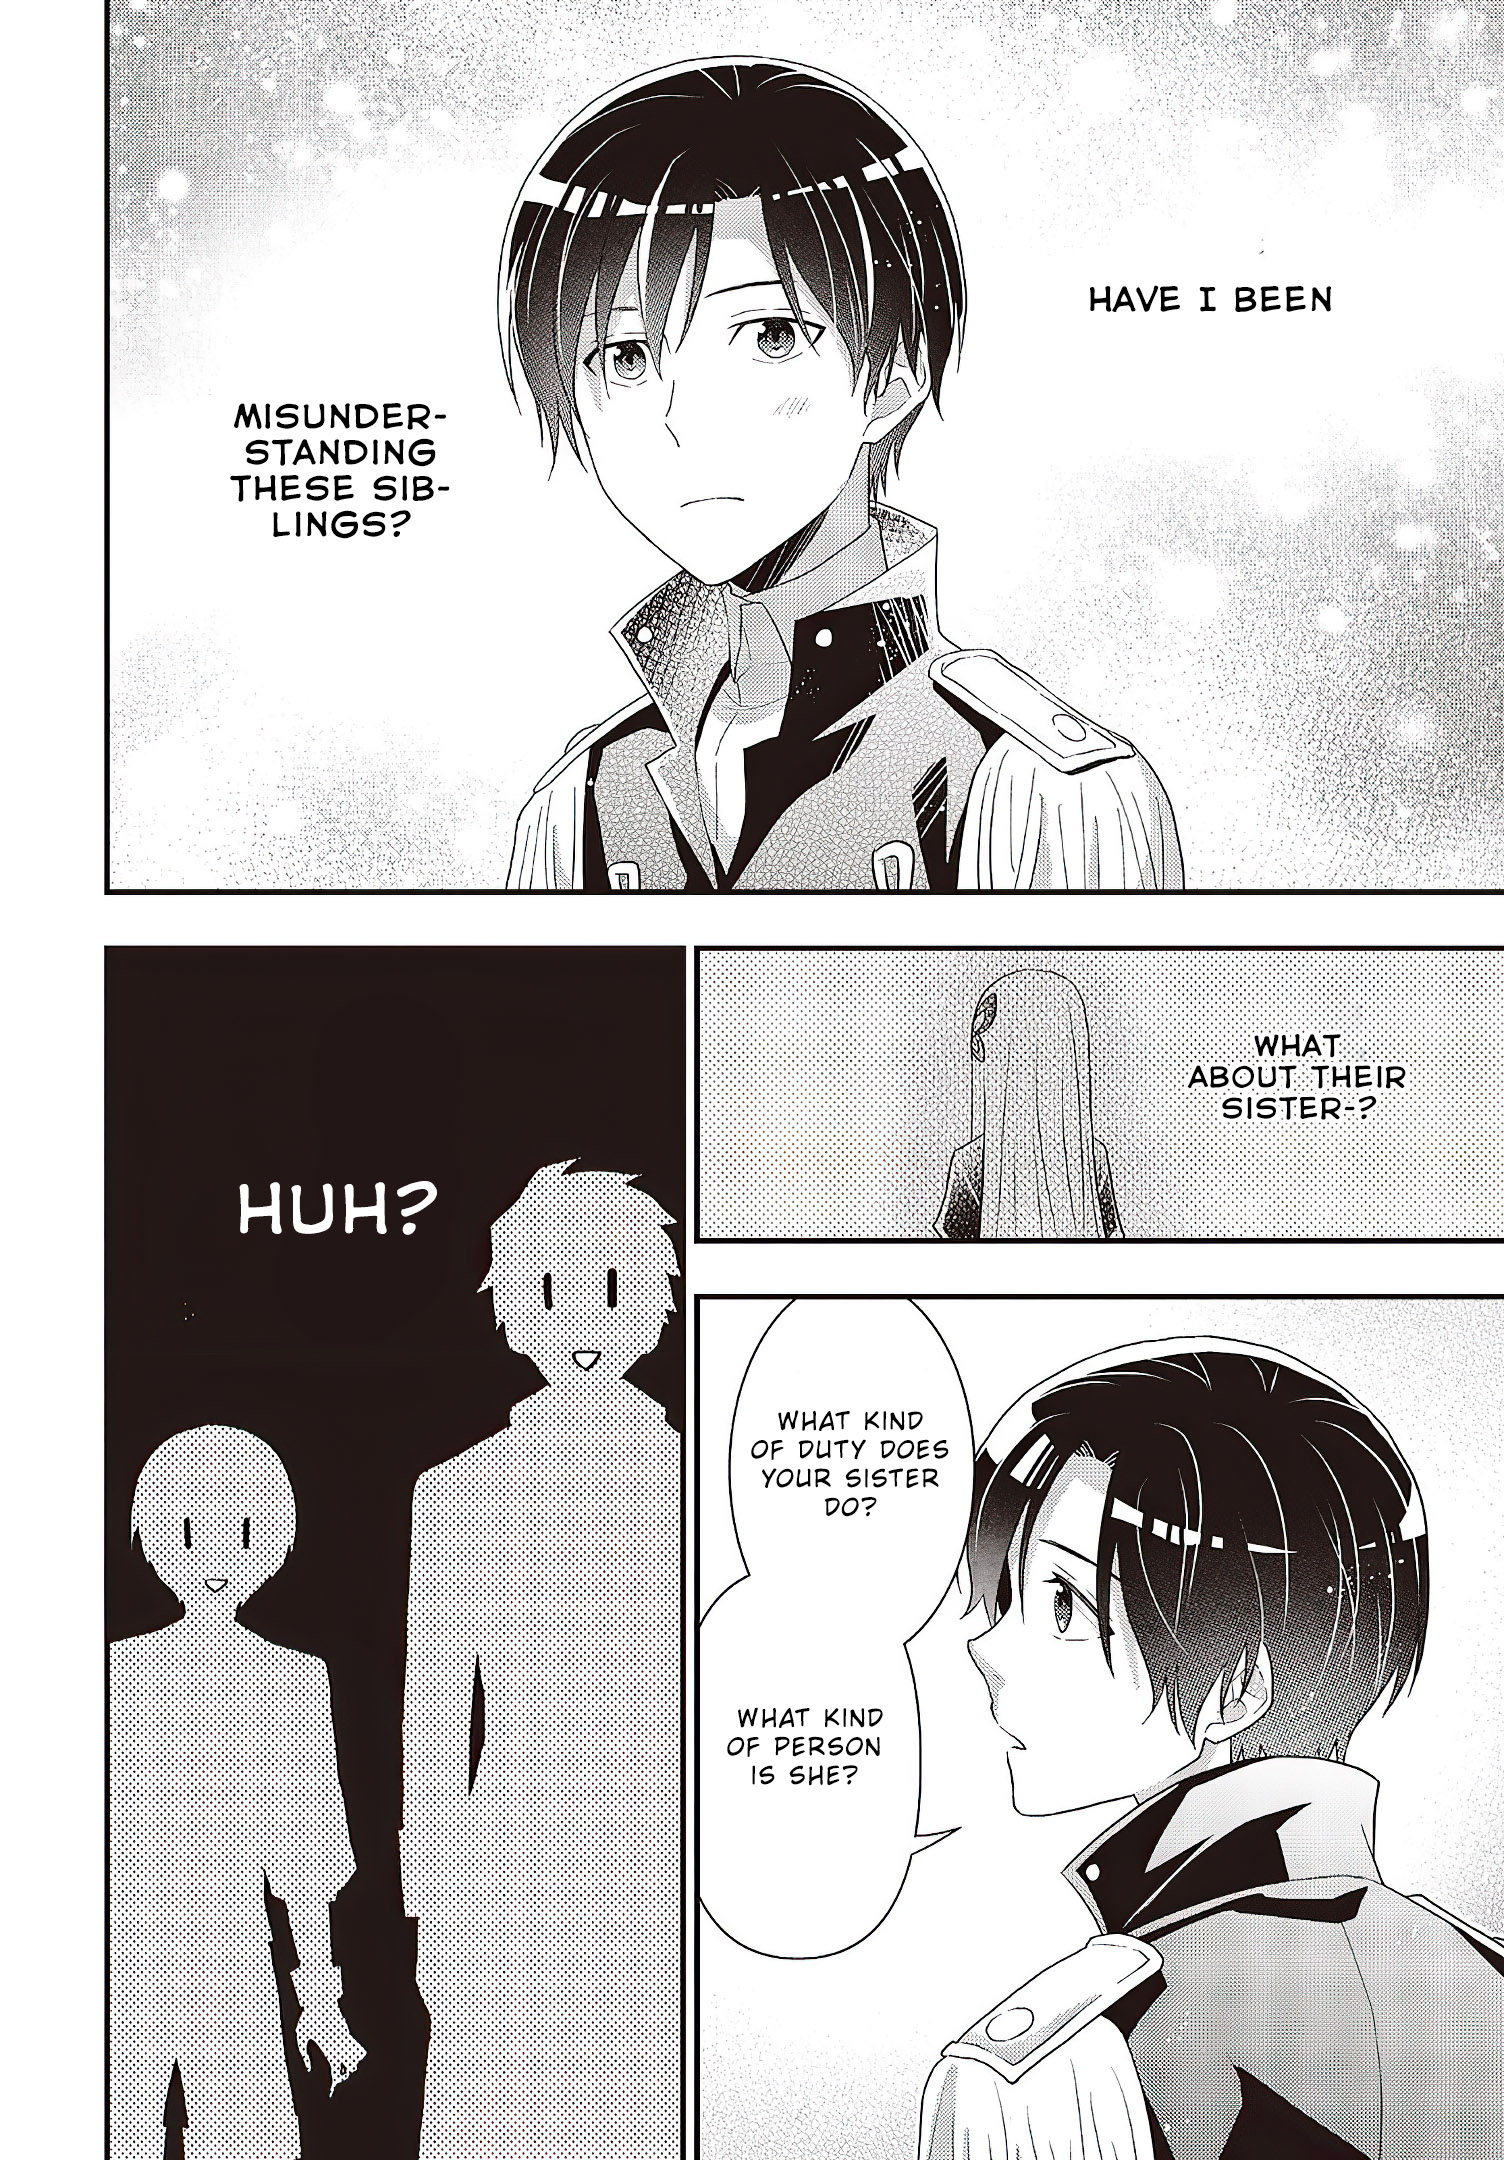 HAVE I BEEN
MISUNDER-
STANDING
THESE SIB-
LINGS?
WHAT
ABOUT THEIR
SISTER-?
WHAT KIND
OF DUTY DOES
YOUR SISTER
DO?
WHAT KIND
OF PERSON
IS SHE?
HUH?